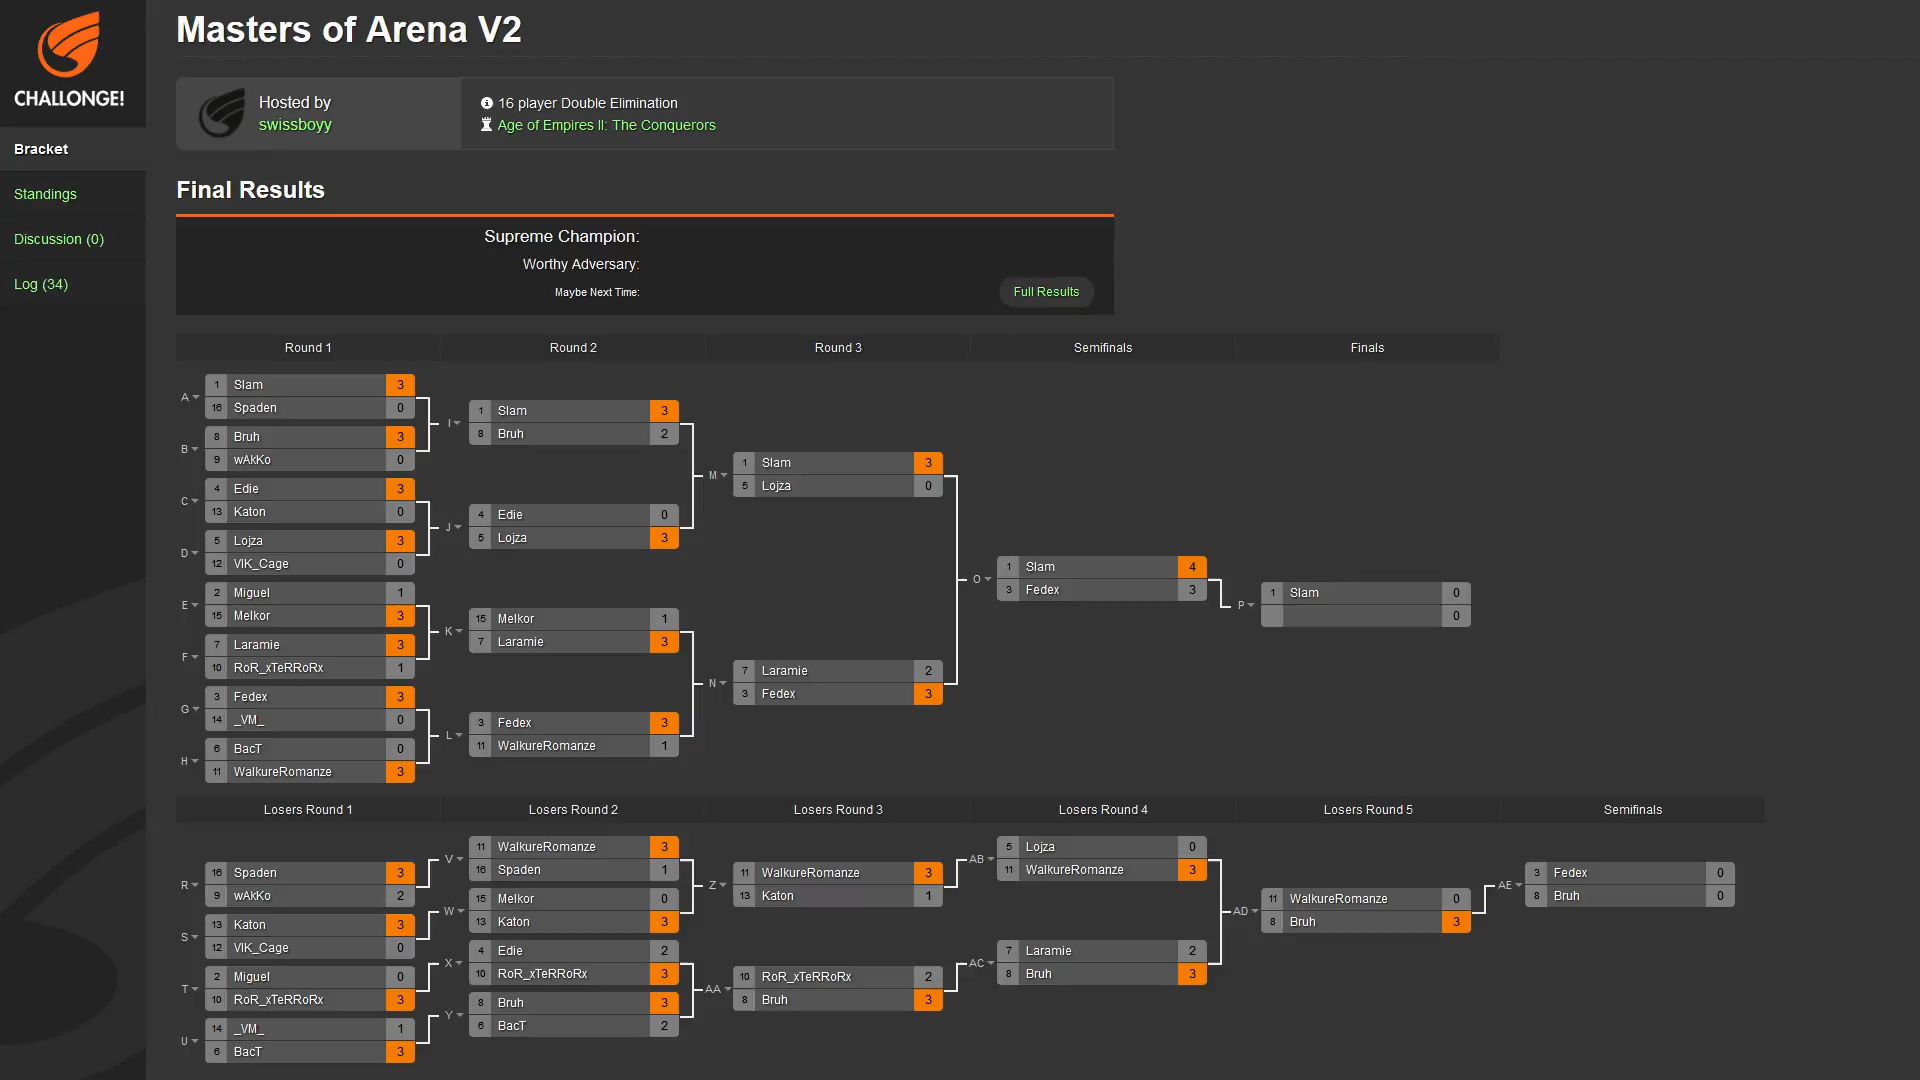 Masters of Arena V2
CHALLONGE!
Hosted by
swissboyy
16 player Double Elimination
Age of Empires II: The Conquerors
Bracket
Standings
Discussion (0)
Log (34)
Final Results
Supreme Champion:
Worthy Adversary:
Maybe Next Time:
Full Results
Round 1 Round 2 Round 3 Semifinals Finals
A
1 Slam 3
16 Spaden 0
B
8 Bruh 3
9 wAkKo 0
C
4 Edie 3
13 Katon 0
D
5 Lojza 3
12 VIK_Cage 0
E
2 Miguel 1
15 Melkor 3
F
7 Laramie 3
10 RoR_xTeRRoRx 1
G
3 Fedex 3
14 _VM_ 0
H
6 BacT 0
11 WalkureRomanze 3
I
1 Slam 3
8 Bruh 2
J
4 Edie 0
5 Lojza 3
K
15 Melkor 1
7 Laramie 3
L
3 Fedex 3
11 WalkureRomanze 1
M
1 Slam 3
5 Lojza 0
N
7 Laramie 2
3 Fedex 3
O
1 Slam 4
3 Fedex 3
P
1 Slam 0
0
Losers Round 1 Losers Round 2 Losers Round 3 Losers Round 4 Losers Round 5 Semifinals
R
16 Spaden 3
9 wAkKo 2
S
13 Katon 3
12 VIK_Cage 0
T
2 Miguel 0
10 RoR_xTeRRoRx 3
U
14 _VM_ 1
6 BacT 3
V
11 WalkureRomanze 3
16 Spaden 1
W
15 Melkor 0
13 Katon 3
X
4 Edie 2
10 RoR_xTeRRoRx 3
Y
8 Bruh 3
6 BacT 2
Z
11 WalkureRomanze 3
13 Katon 1
AA
10 RoR_xTeRRoRx 2
8 Bruh 3
AB
5 Lojza 0
11 WalkureRomanze 3
AC
7 Laramie 2
8 Bruh 3
AD
11 WalkureRomanze 0
8 Bruh 3
AE
3 Fedex 0
8 Bruh 0